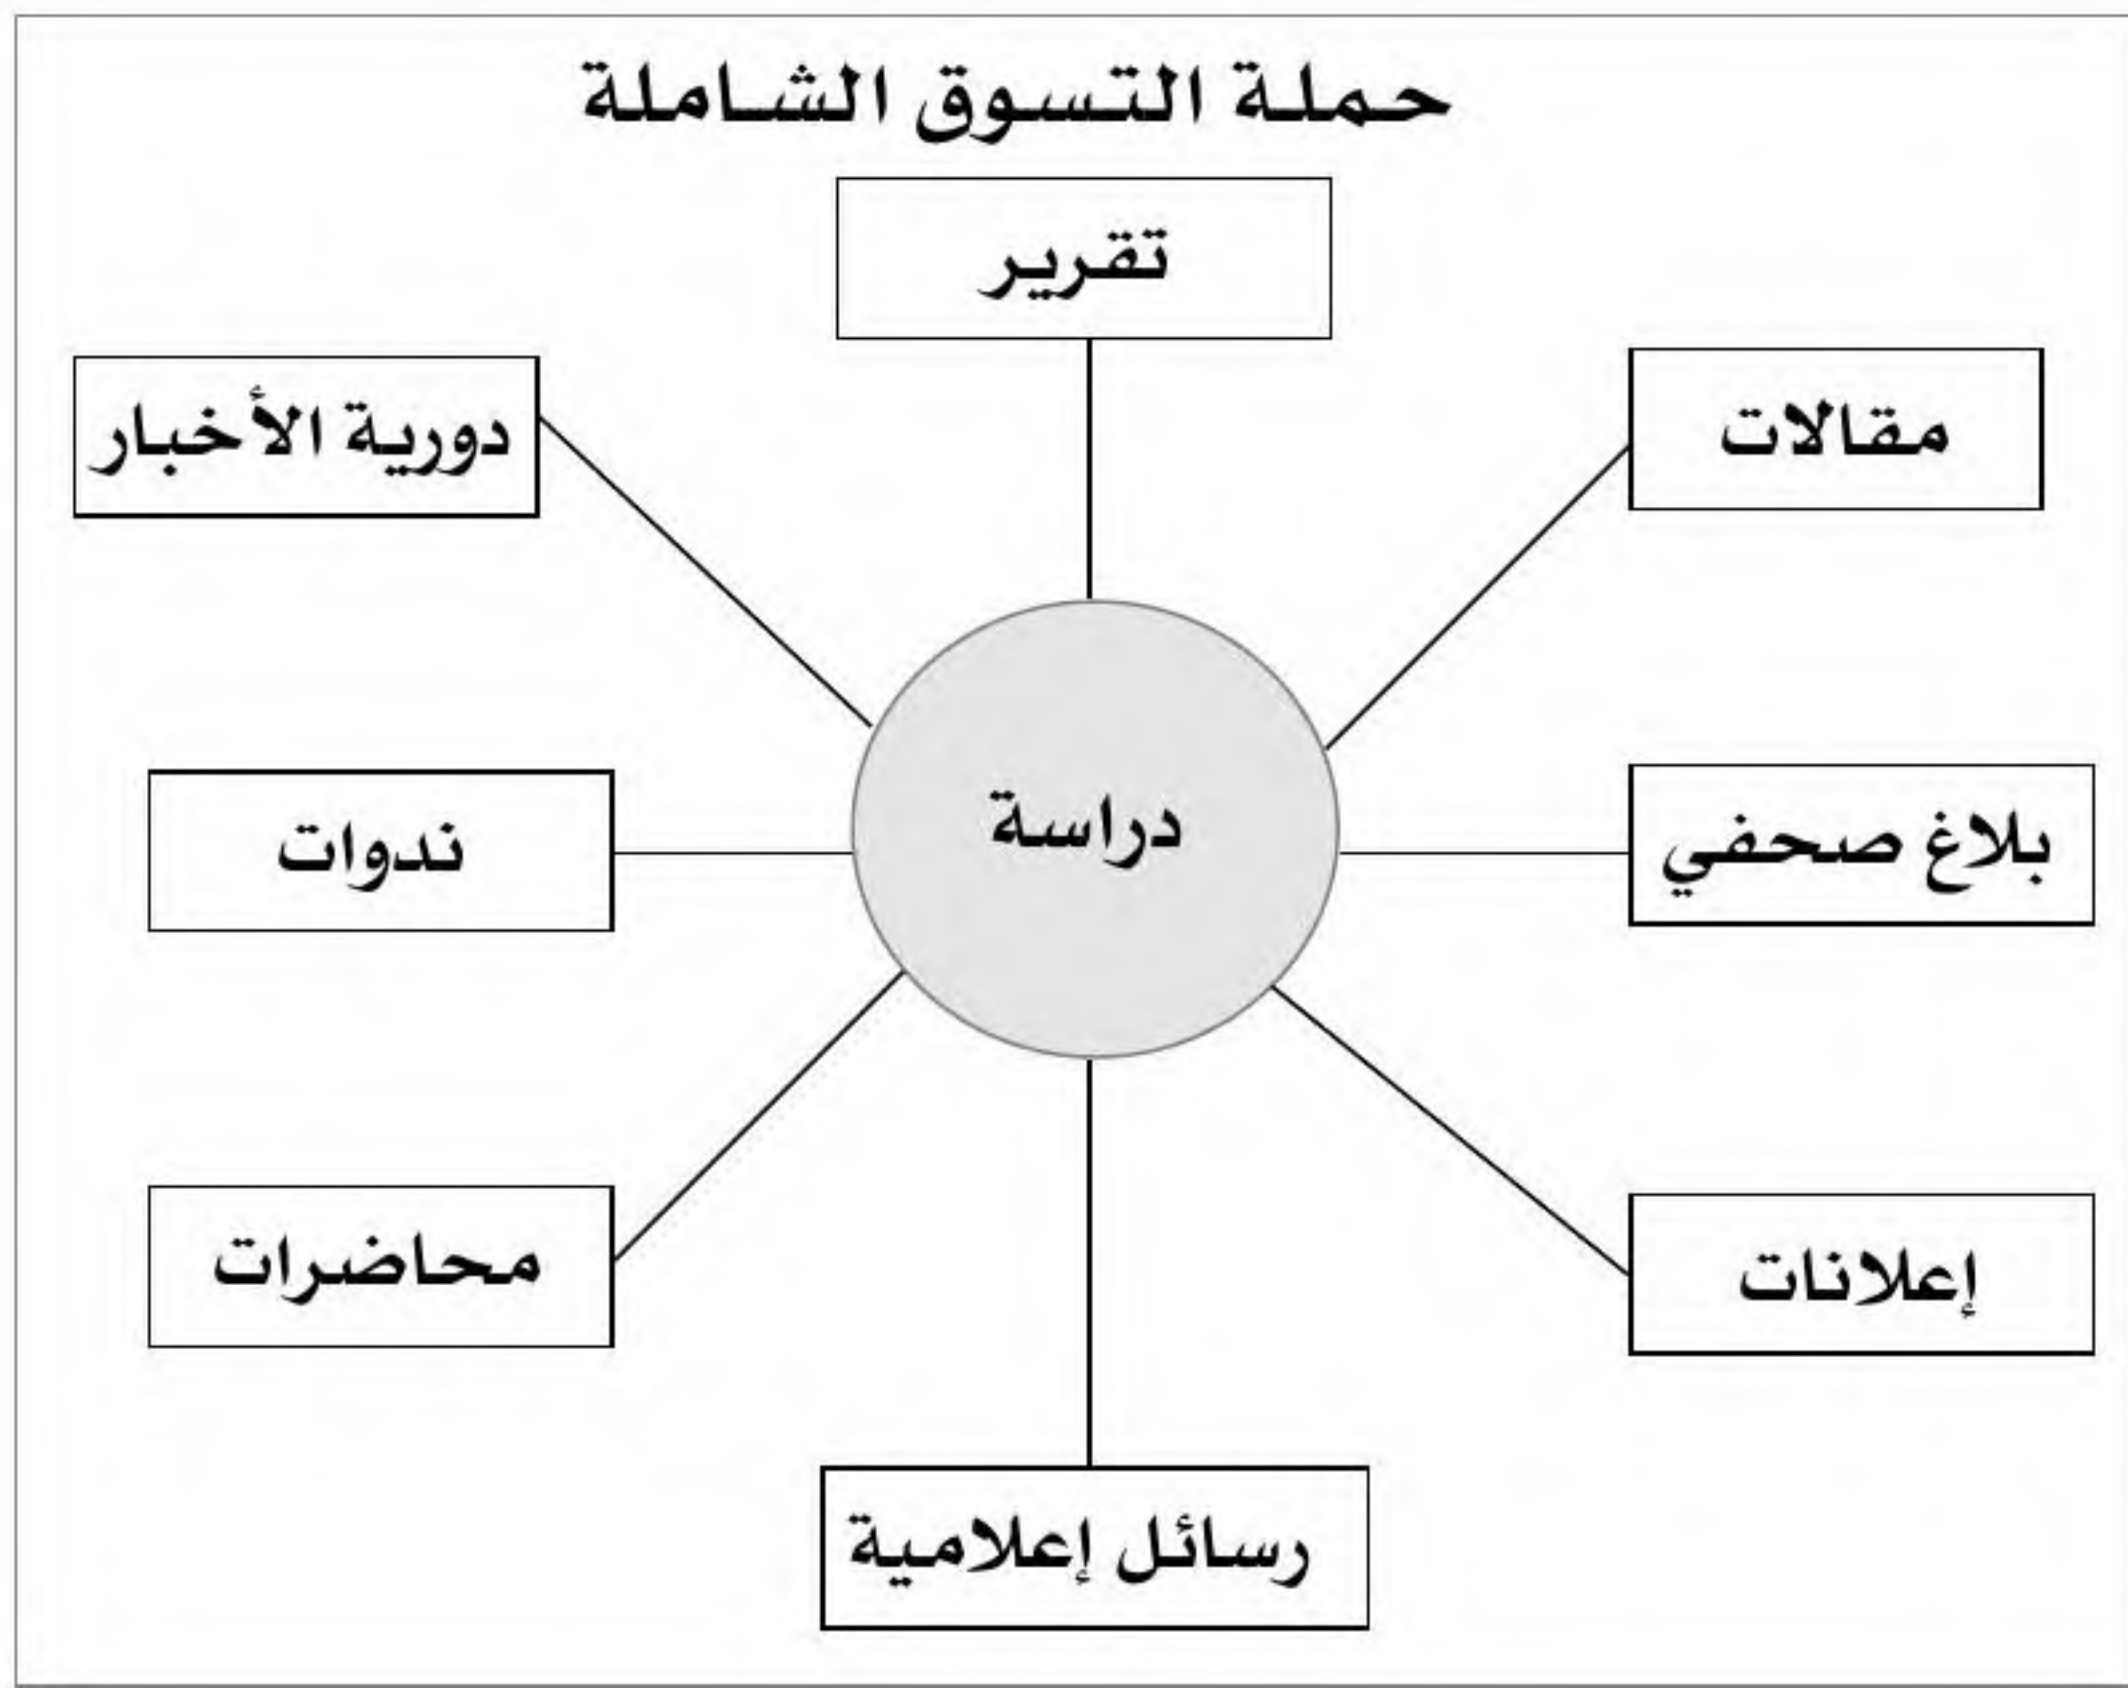 حملة التسوق الشاملة
تقرير
مقالات
دورية الأخبار
دراسة
بلاغ صحفي
ندوات
إعلانات
محاضرات
رسائل إعلامية